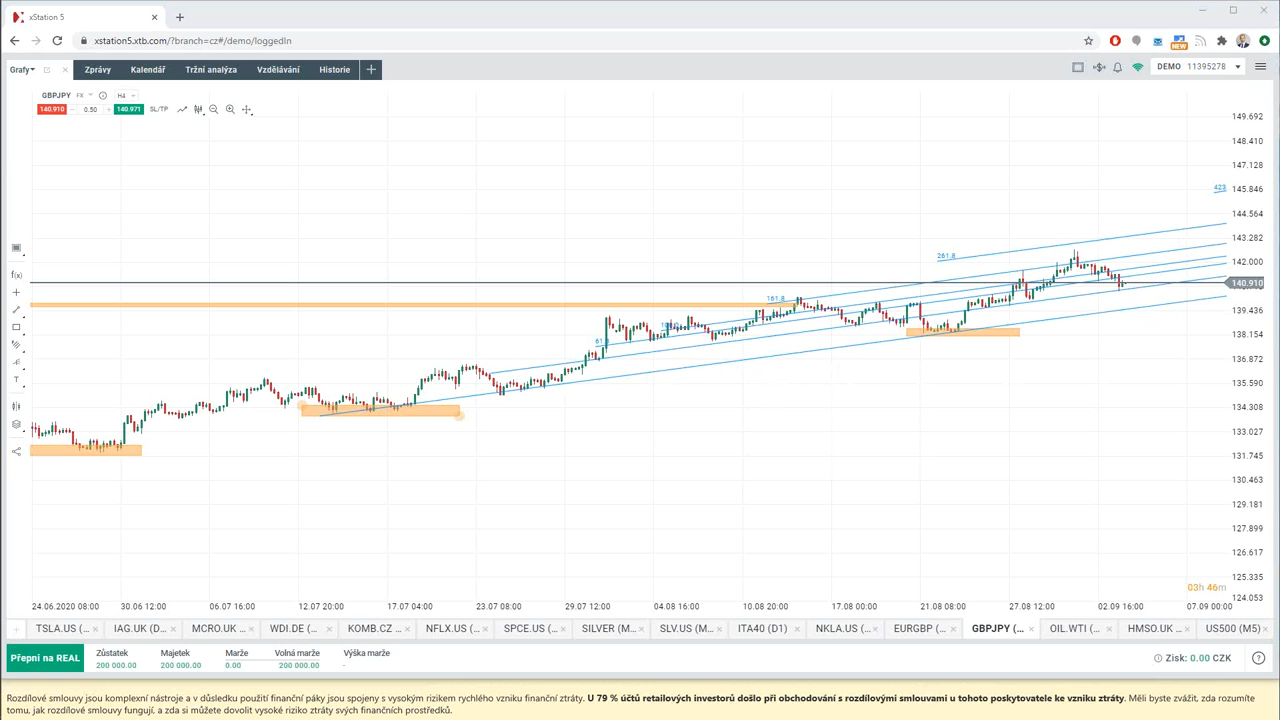 xStation 5
xstation5.xtb.com/?branch=cz#/demo/loggedIn
NEW
Grafy Zprávy Kalendář Tržní analýza Vzdělávání Historie
DEMO 11395278
GBPJPY FX H4
140.910 0.50 140.971 SL/TP
149.692
148.410
147.128
145.846
144.564
143.282
142.000
140.910
139.436
138.154
136.872
135.590
134.308
133.027
131.745
130.463
129.181
127.899
126.617
125.335
124.053
423
261.8
161.8
f(x)
T
03h 46m
24.06.2020 08:00 30.06 12:00 06.07 16:00 12.07 20:00 17.07 04:00 23.07 08:00 29.07 12:00 04.08 16:00 10.08 20:00 17.08 00:00 21.08 08:00 27.08 12:00 02.09 16:00 07.09 00:00
TSLA.US (... IAG.UK (D... MCRO.UK ... WDI.DE (... KOMB.CZ ... NFLX.US (... SPCE.US (... SILVER (M... SLV.US (M... ITA40 (D1) NKLA.US (... EURGBP (... GBPJPY (... OIL.WTI (... HMSO.UK ... US500 (M5)
Přepni na REAL
Zůstatek Majetek Marže Volná marže Výška marže
200 000.00 200 000.00 0.00 200 000.00 -
Zisk: 0.00 CZK
Rozdílové smlouvy jsou komplexní nástroje a v důsledku použití finanční páky jsou spojeny s vysokým rizikem rychlého vzniku finanční ztráty. U 79 % účtů retailových investorů došlo při obchodování s rozdílovými smlouvami u tohoto poskytovatele ke vzniku ztráty. Měli byste zvážit, zda rozumíte
tomu, jak rozdílové smlouvy fungují, a zda si můžete dovolit vysoké riziko ztráty svých finančních prostředků.